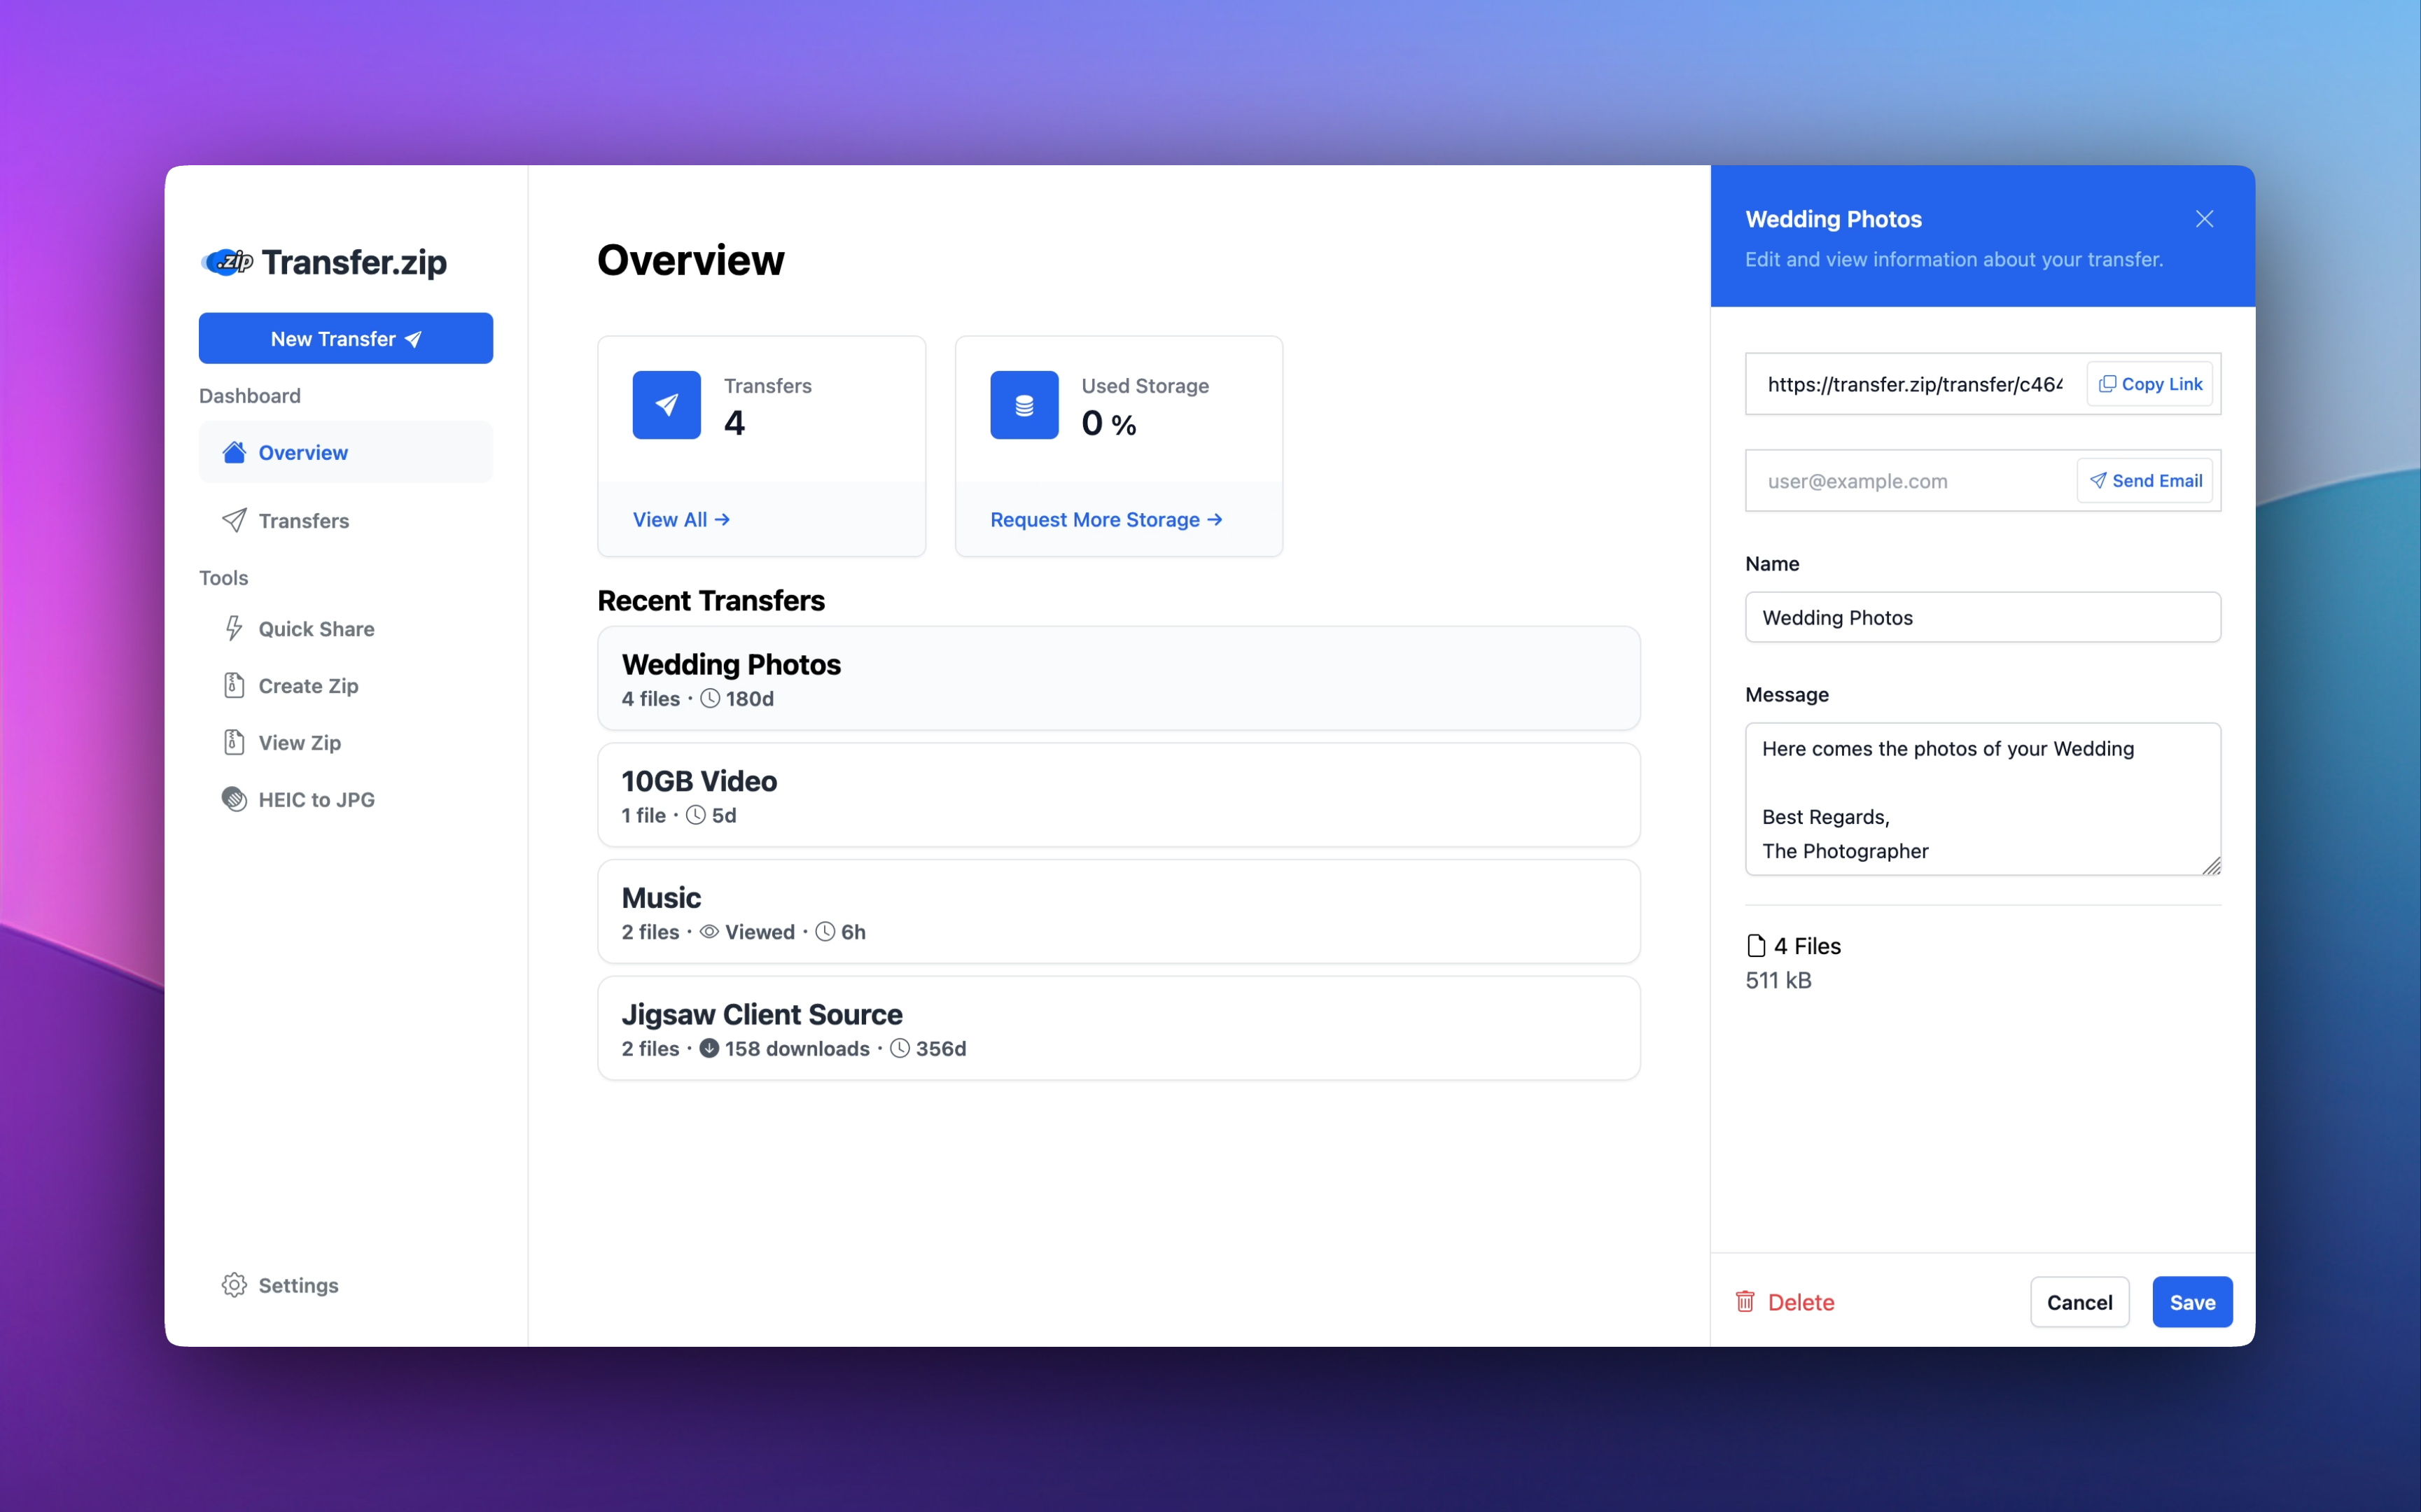 .zip Transfer.zip
New Transfer
Dashboard
Overview
Transfers
Tools
Quick Share
Create Zip
View Zip
HEIC to JPG
Settings
Overview
Transfers
4
View All →
Used Storage
0 %
Request More Storage →
Recent Transfers
Wedding Photos
4 files · 180d
10GB Video
1 file · 5d
Music
2 files · Viewed · 6h
Jigsaw Client Source
2 files · 158 downloads · 356d
Wedding Photos
Edit and view information about your transfer.
https://transfer.zip/transfer/c464 Copy Link
user@example.com Send Email
Name
Wedding Photos
Message
Here comes the photos of your Wedding
Best Regards,
The Photographer
4 Files
511 kB
Delete
Cancel
Save